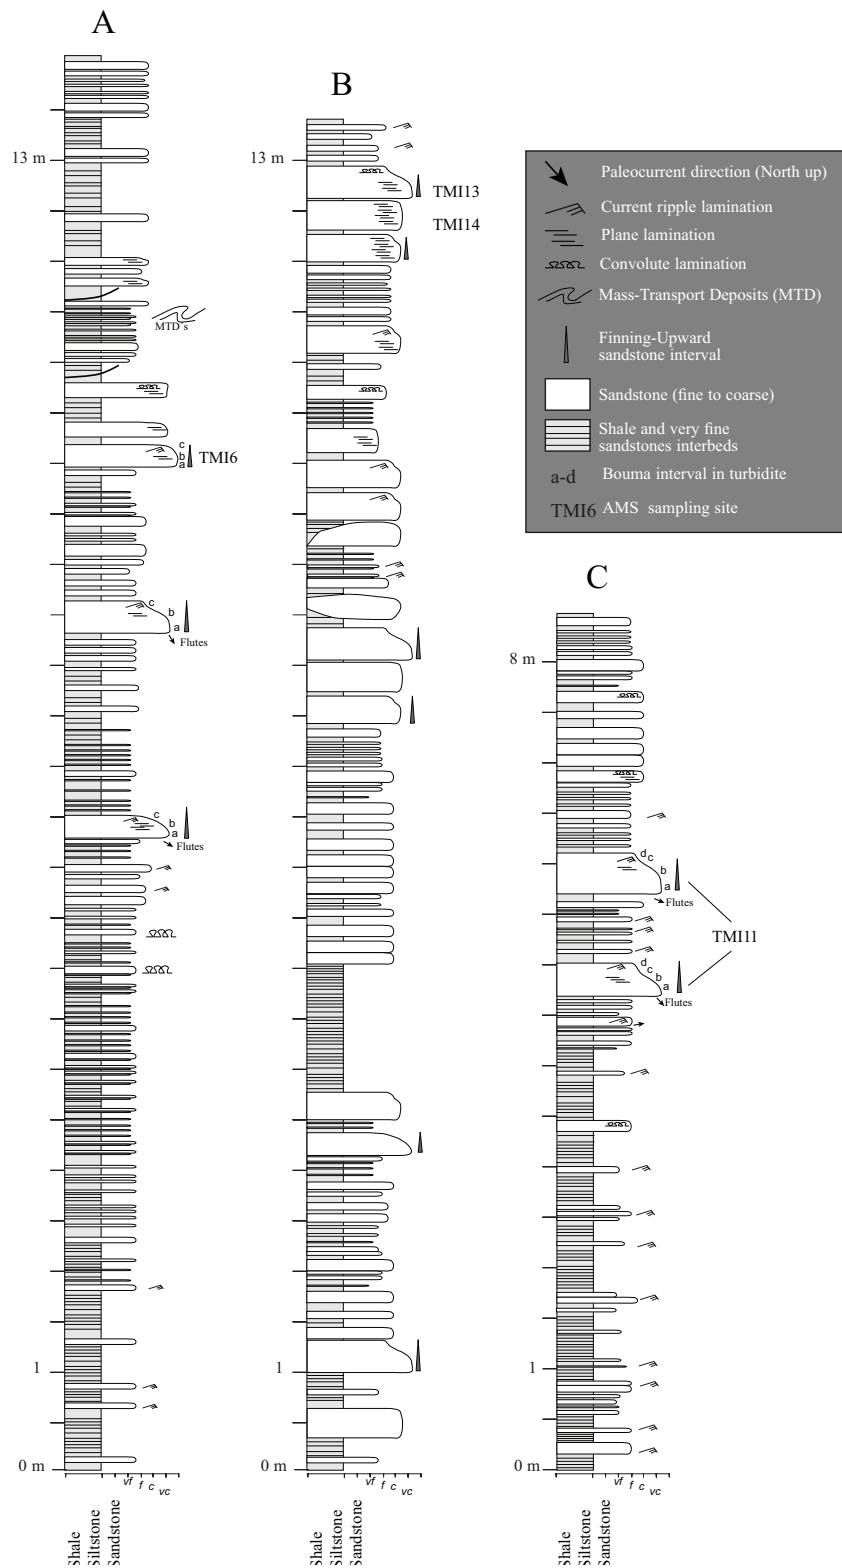 A
B
13 m
13 m
TMI13
TMI14
MTD's
c
b
a
TMI6
c
b
a
Flutes
c
b
a
Flutes
1
1
0 m
0 m
vf f c vc
vf f c vc
Shale
Siltstone
Sandstone
Shale
Siltstone
Sandstone
Paleocurrent direction (North up)
Current ripple lamination
Plane lamination
Convolute lamination
Mass-Transport Deposits (MTD)
Finning-Upward
sandstone interval
Sandstone (fine to coarse)
Shale and very fine
sandstones interbeds
a-d Bouma interval in turbidite
TMI6 AMS sampling site
C
8 m
d
c
b
a
Flutes
TMI11
d
c
b
a
Flutes
1
0 m
vf f c vc
Shale
Siltstone
Sandstone